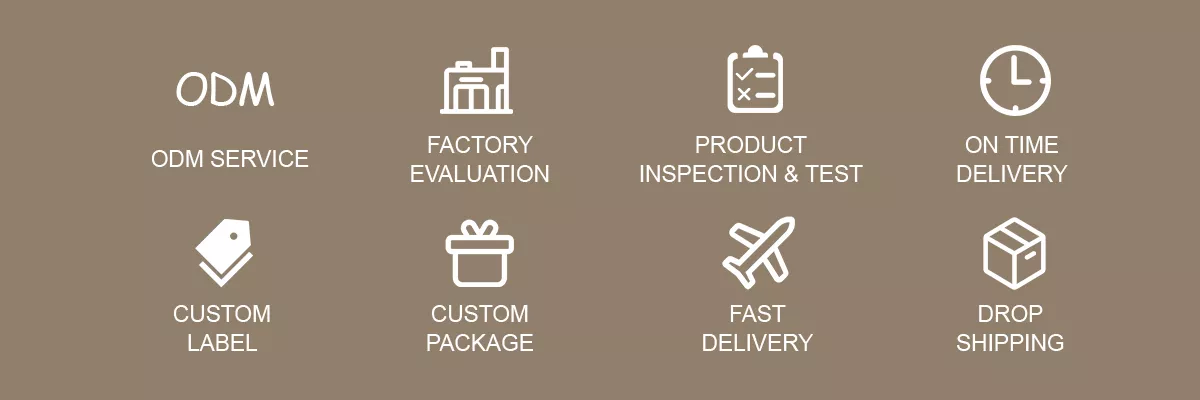 ODM
ODM SERVICE
FACTORY
EVALUATION
PRODUCT
INSPECTION & TEST
ON TIME
DELIVERY
CUSTOM
LABEL
CUSTOM
PACKAGE
FAST
DELIVERY
DROP
SHIPPING